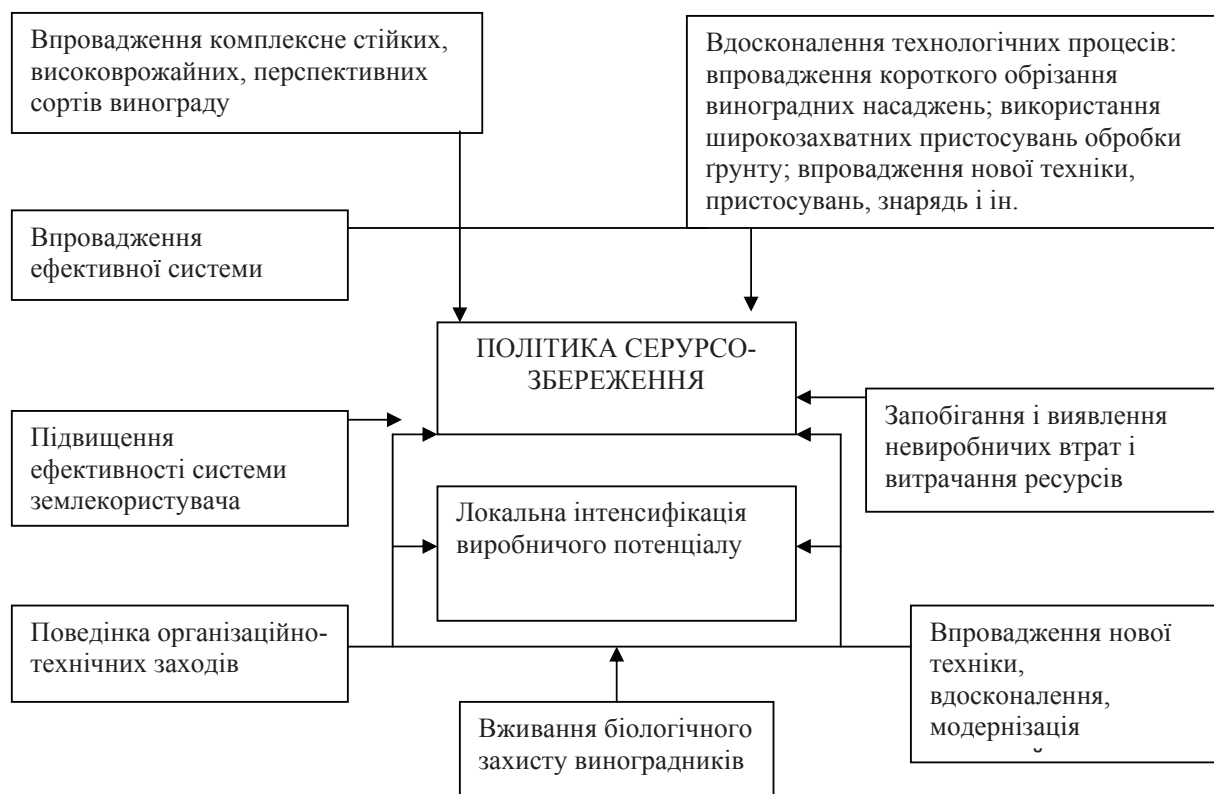 Впровадження комплексне стійких,
високоврожайних, перспективних
сортів винограду
Вдосконалення технологічних процесів:
впровадження короткого обрізання
виноградних насаджень; використання
широкозахватних пристосувань обробки
ґрунту; впровадження нової техніки,
пристосувань, знарядь і ін.
Впровадження
ефективної системи
ПОЛІТИКА СЕРУРСО-
ЗБЕРЕЖЕННЯ
Підвищення
ефективності системи
землекористувача
Запобігання і виявлення
невиробничих втрат і
витрачання ресурсів
Локальна інтенсифікація
виробничого потенціалу
Поведінка організаційно-
технічних заходів
Впровадження нової
техніки,
вдосконалення,
модернізація
Вживання біологічного
захисту виноградників